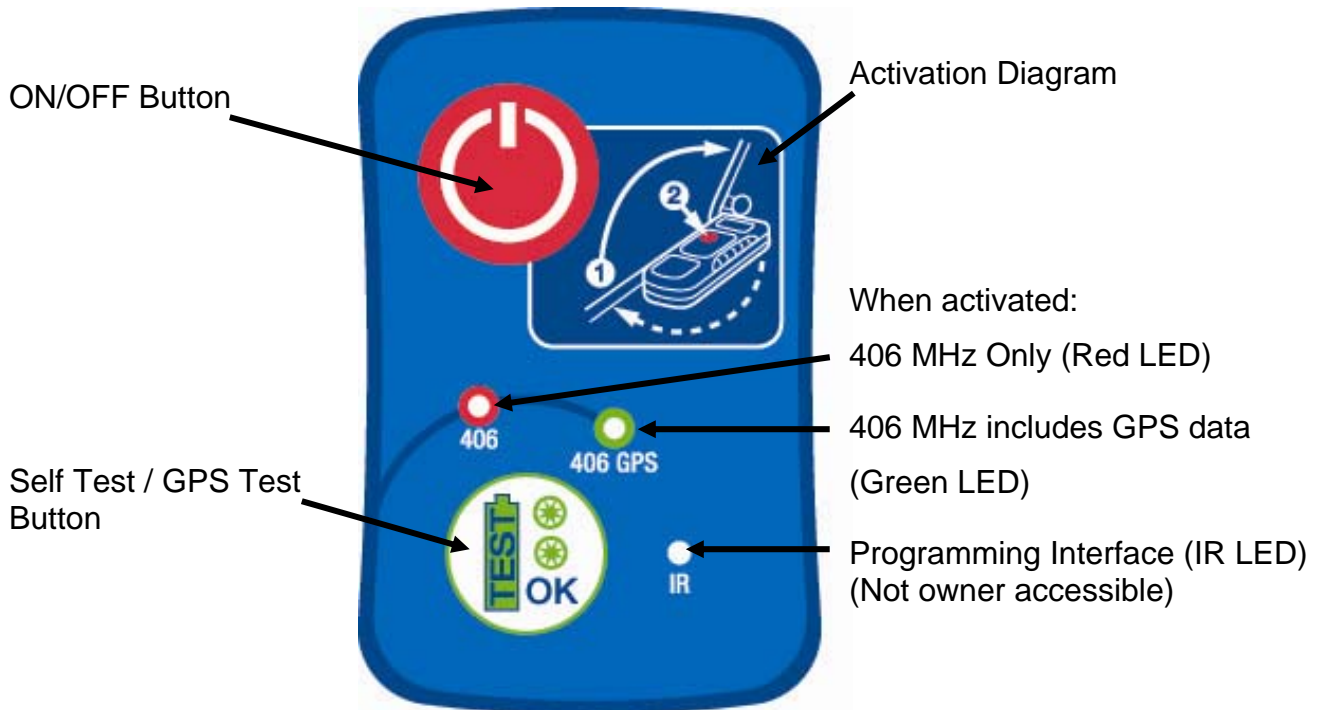 ON/OFF Button
Activation Diagram
2
1
When activated:
406 MHz Only (Red LED)
406
406 GPS
406 MHz includes GPS data
(Green LED)
Self Test / GPS Test
Button
TEST
OK
IR
Programming Interface (IR LED)
(Not owner accessible)